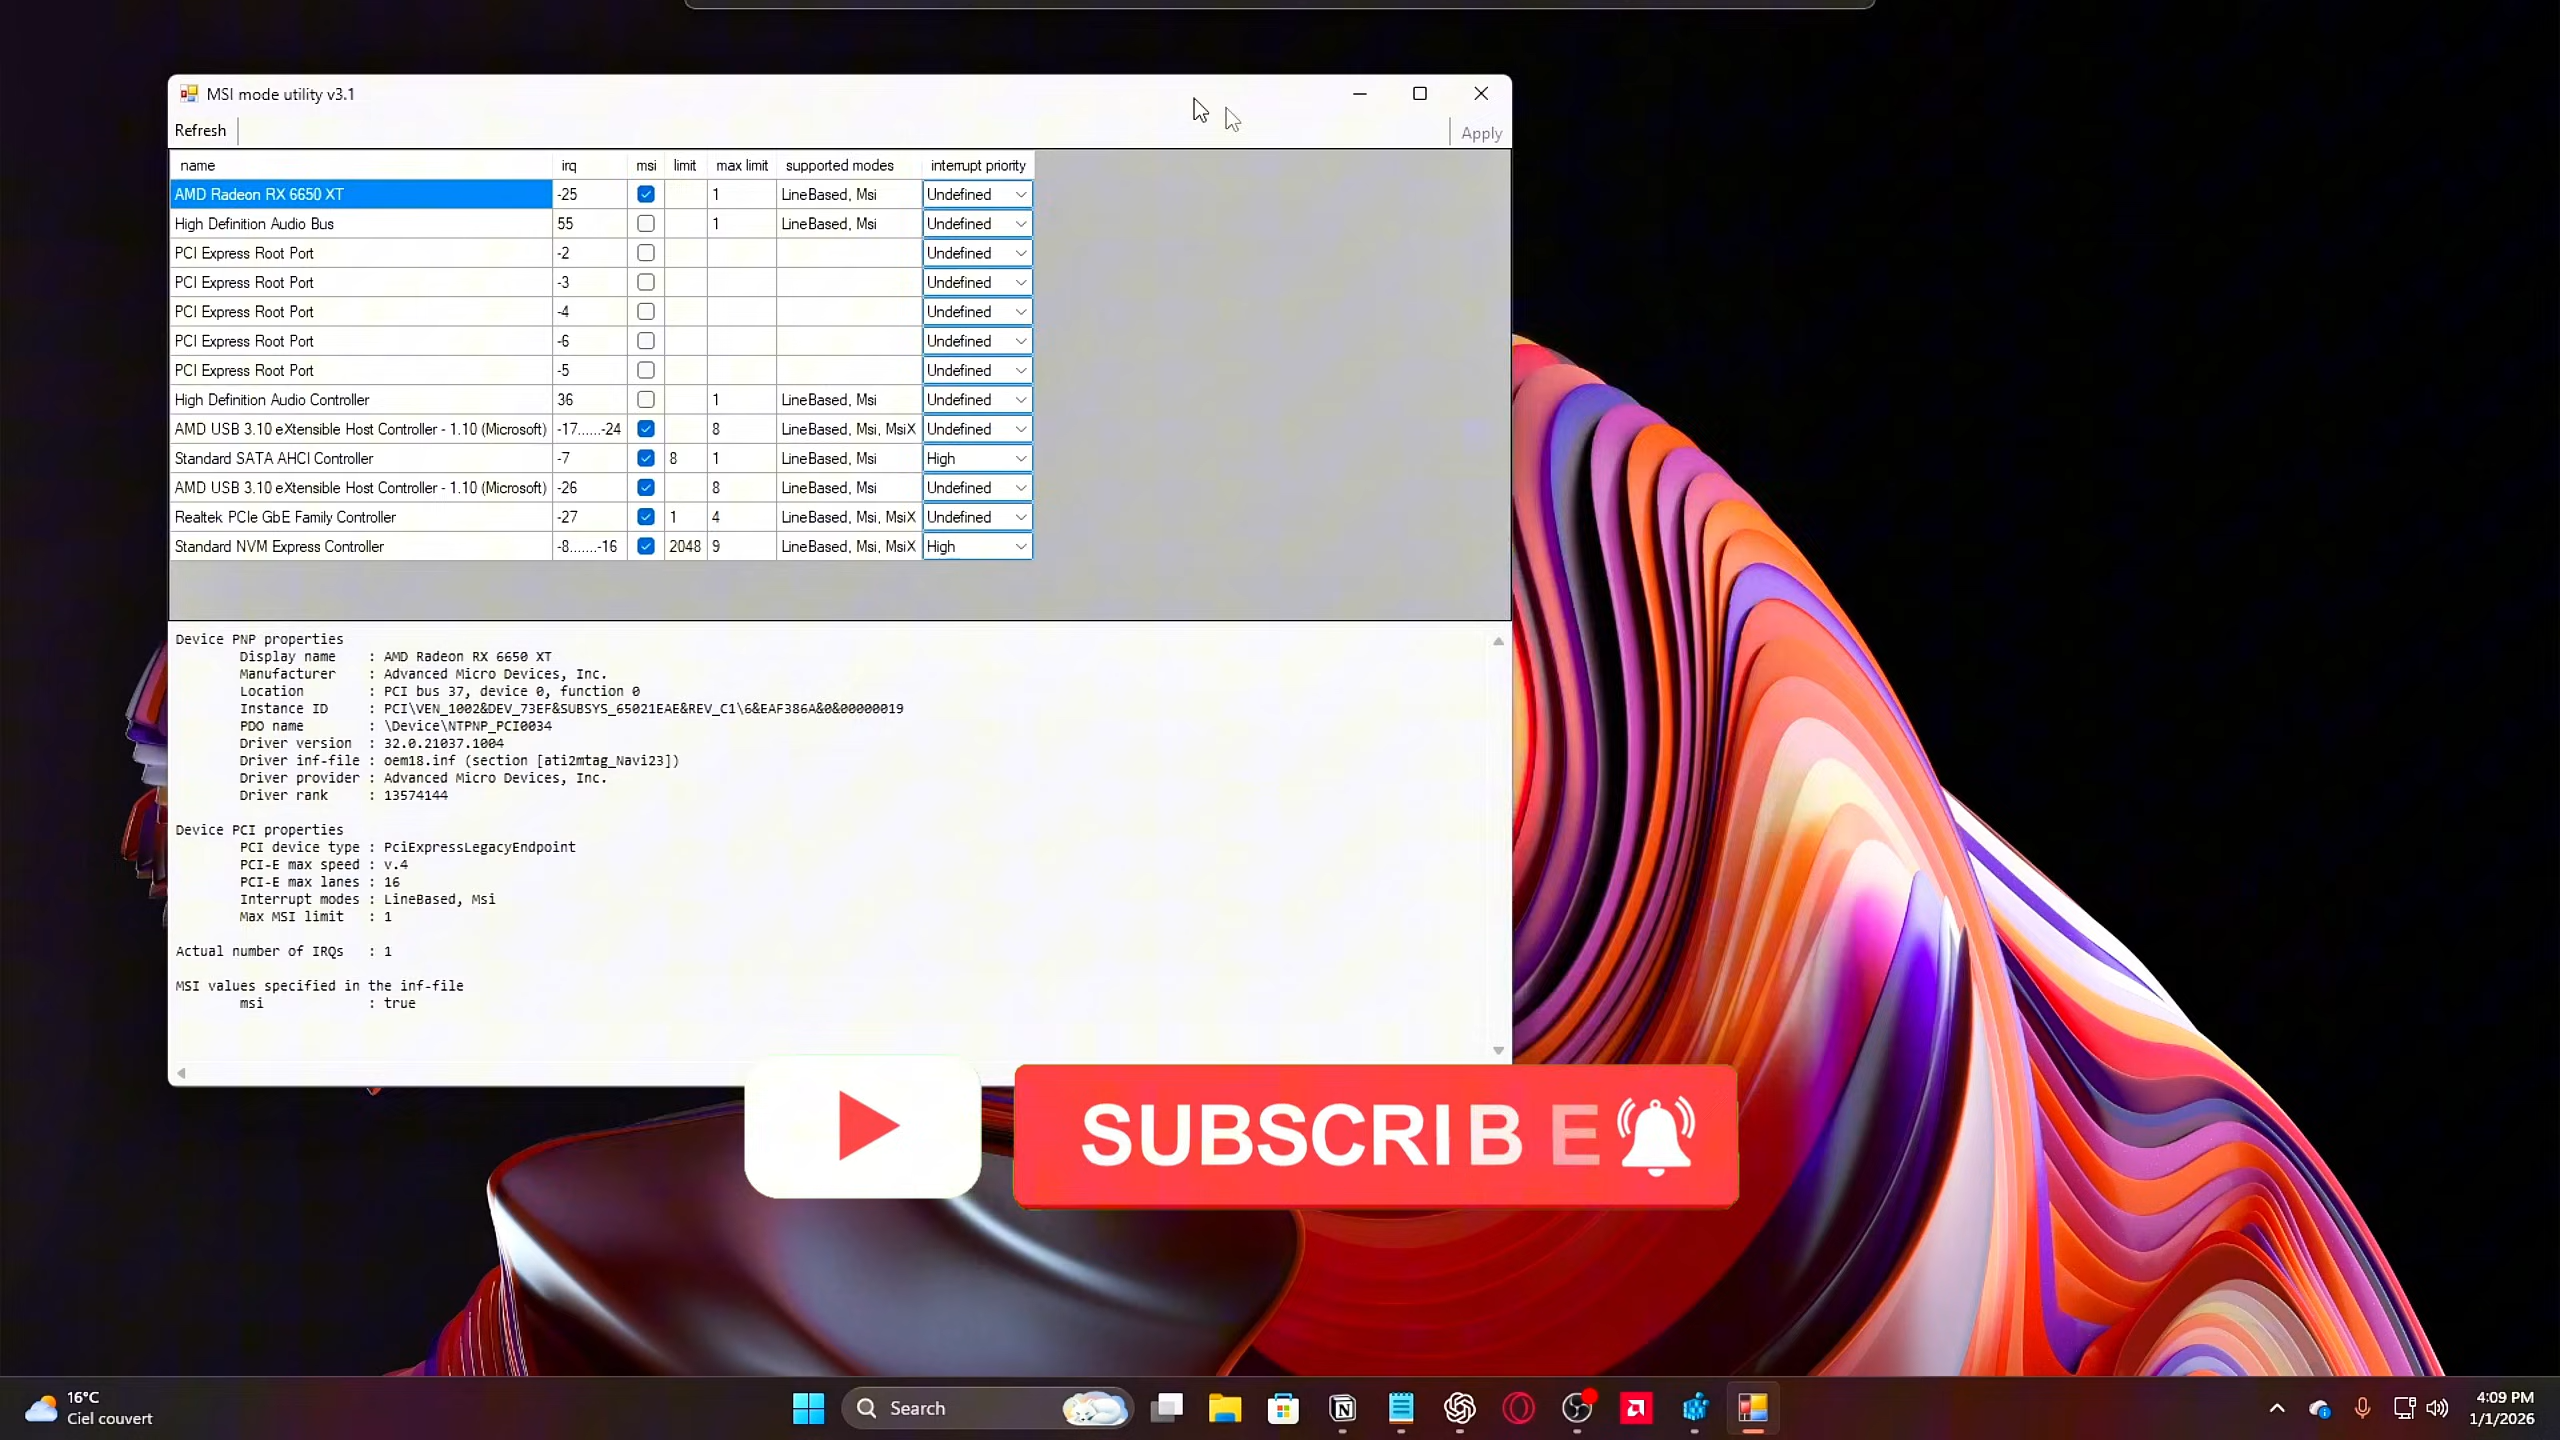 MSI mode utility v3.1
Refresh
Apply
name irq msi limit max limit supported modes interrupt priority
AMD Radeon RX 6650 XT -25 1 LineBased, Msi Undefined
High Definition Audio Bus 55 1 LineBased, Msi Undefined
PCI Express Root Port -2 Undefined
PCI Express Root Port -3 Undefined
PCI Express Root Port -4 Undefined
PCI Express Root Port -6 Undefined
PCI Express Root Port -5 Undefined
High Definition Audio Controller 36 1 LineBased, Msi Undefined
AMD USB 3.10 eXtensible Host Controller - 1.10 (Microsoft) -17......-24 8 LineBased, Msi, MsiX Undefined
Standard SATA AHCI Controller -7 8 1 LineBased, Msi High
AMD USB 3.10 eXtensible Host Controller - 1.10 (Microsoft) -26 8 LineBased, Msi Undefined
Realtek PCIe GbE Family Controller -27 1 4 LineBased, Msi, MsiX Undefined
Standard NVM Express Controller -8.......-16 2048 9 LineBased, Msi, MsiX High
Device PNP properties
Display name : AMD Radeon RX 6650 XT
Manufacturer : Advanced Micro Devices, Inc.
Location : PCI bus 37, device 0, function 0
Instance ID : PCI\VEN_1002&DEV_73EF&SUBSYS_65021EAE&REV_C1\6&EAF386A&0&00000019
PDO name : \Device\NTPNP_PCI0034
Driver version : 32.0.21037.1004
Driver inf-file : oem18.inf (section [ati2mtag_Navi23])
Driver provider : Advanced Micro Devices, Inc.
Driver rank : 13574144
Device PCI properties
PCI device type : PciExpressLegacyEndpoint
PCI-E max speed : v.4
PCI-E max lanes : 16
Interrupt modes : LineBased, Msi
Max MSI limit : 1
Actual number of IRQs : 1
MSI values specified in the inf-file
msi : true
SUBSCRIBE
16°C
Ciel couvert
Search
4:09 PM
1/1/2026